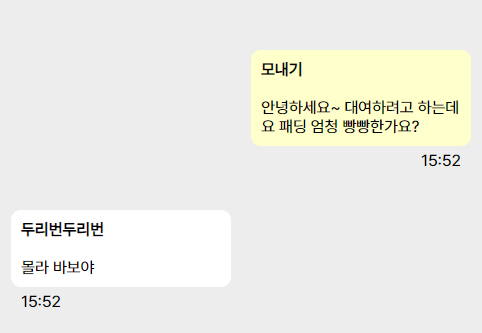 모내기
안녕하세요~ 대여하려고 하는데
요 패딩 엄청 빵빵한가요?
15:52
두리번두리번
몰라 바보야
15:52